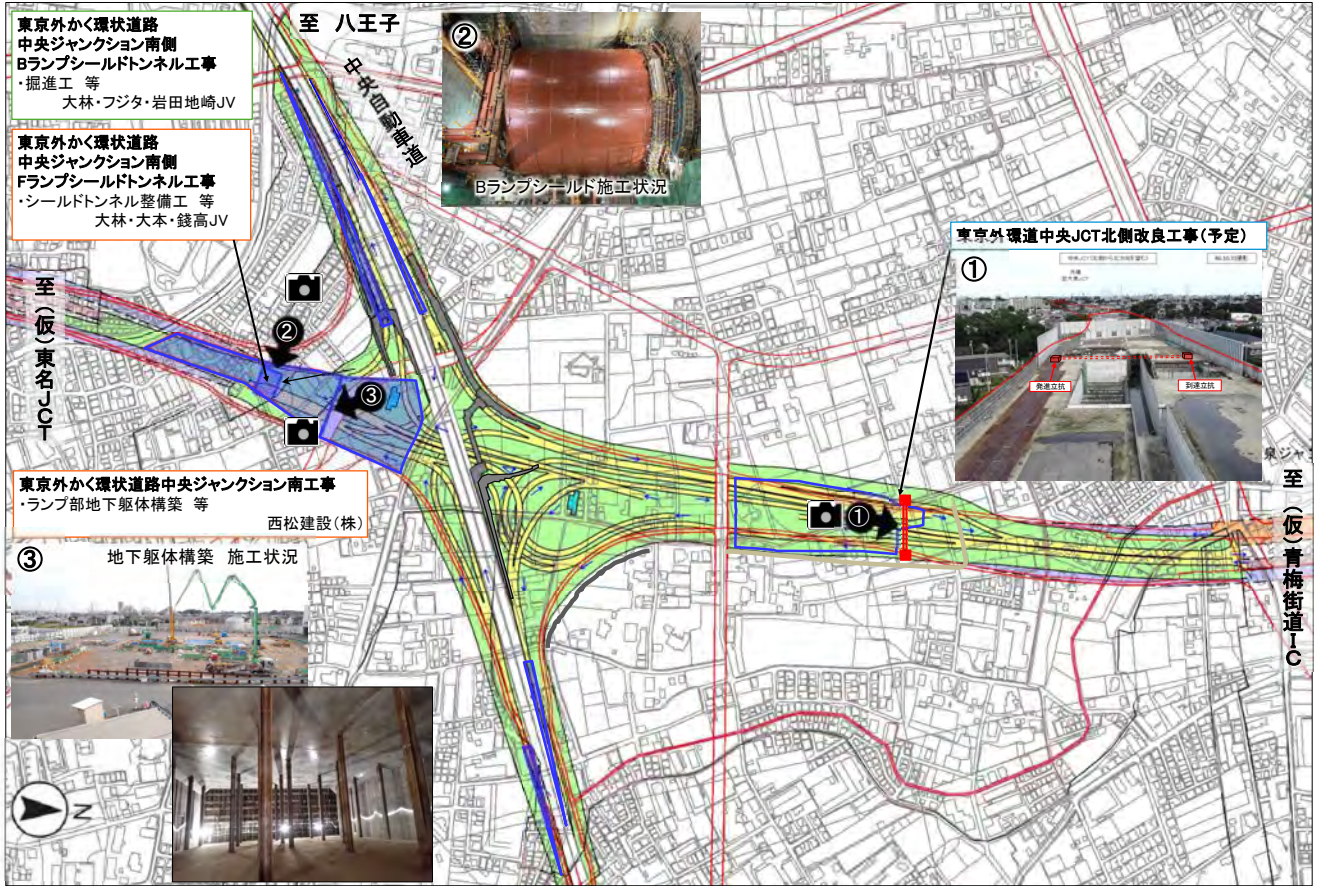 東京外かく環状道路
中央ジャンクション南側
Bランプシールドトンネル工事
・掘進工 等
大林・フジタ・岩田地崎JV
東京外かく環状道路
中央ジャンクション南側
Fランプシールドトンネル工事
・シールドトンネル整備工 等
大林・大本・錢高JV
至 八王子
中央自動車道
②
Bランプシールド施工状況
東京外環道中央JCT北側改良工事(予定)
①
発進立坑
到達立坑
至(仮)東名JCT
②
③
①
泉ジャン
至(仮)青梅街道IC
東京外かく環状道路中央ジャンクション南工事
・ランプ部地下躯体構築 等
西松建設(株)
③
地下躯体構築 施工状況
N